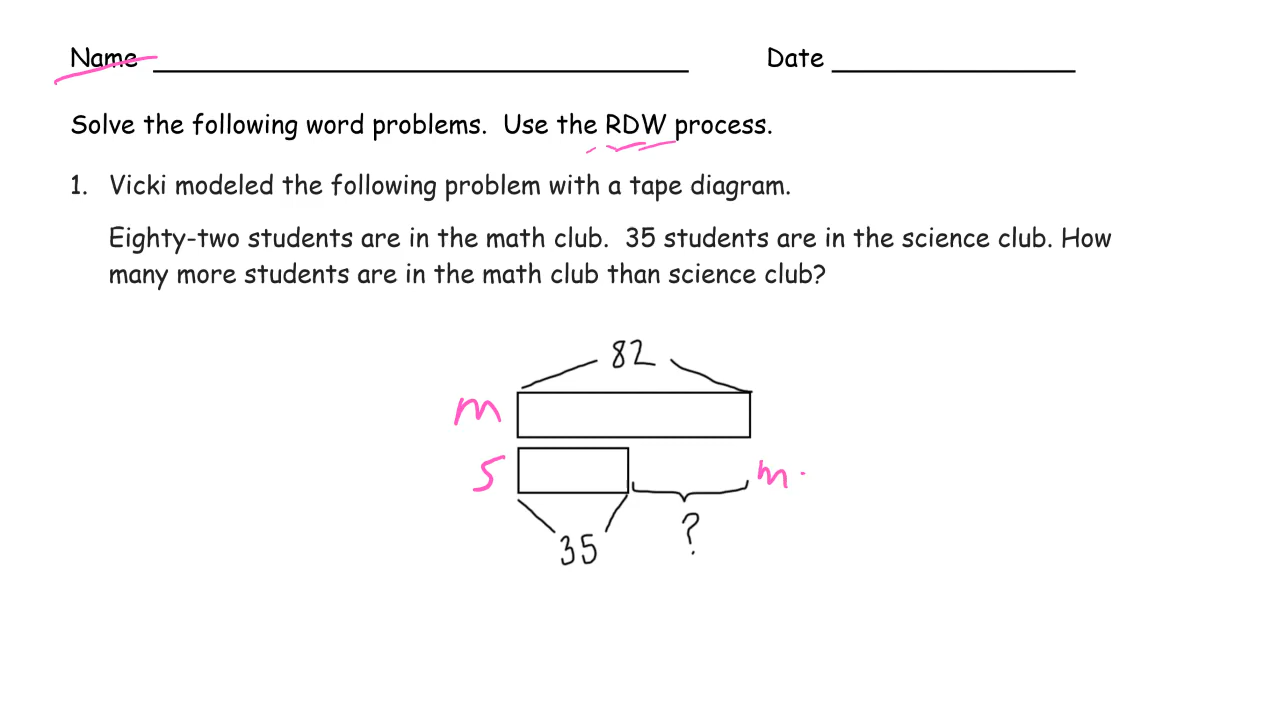 Name Date
Solve the following word problems. Use the RDW process.
1. Vicki modeled the following problem with a tape diagram.
Eighty-two students are in the math club. 35 students are in the science club. How
many more students are in the math club than science club?
82
m
S m
35 ?